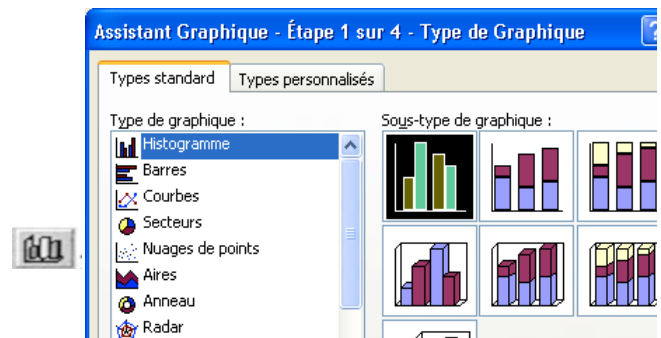 Assistant Graphique - Étape 1 sur 4 - Type de Graphique ?
Types standard Types personnalisés
Type de graphique :
Sous-type de graphique :
Histogramme
Barres
Courbes
Secteurs
Nuages de points
Aires
Anneau
Radar